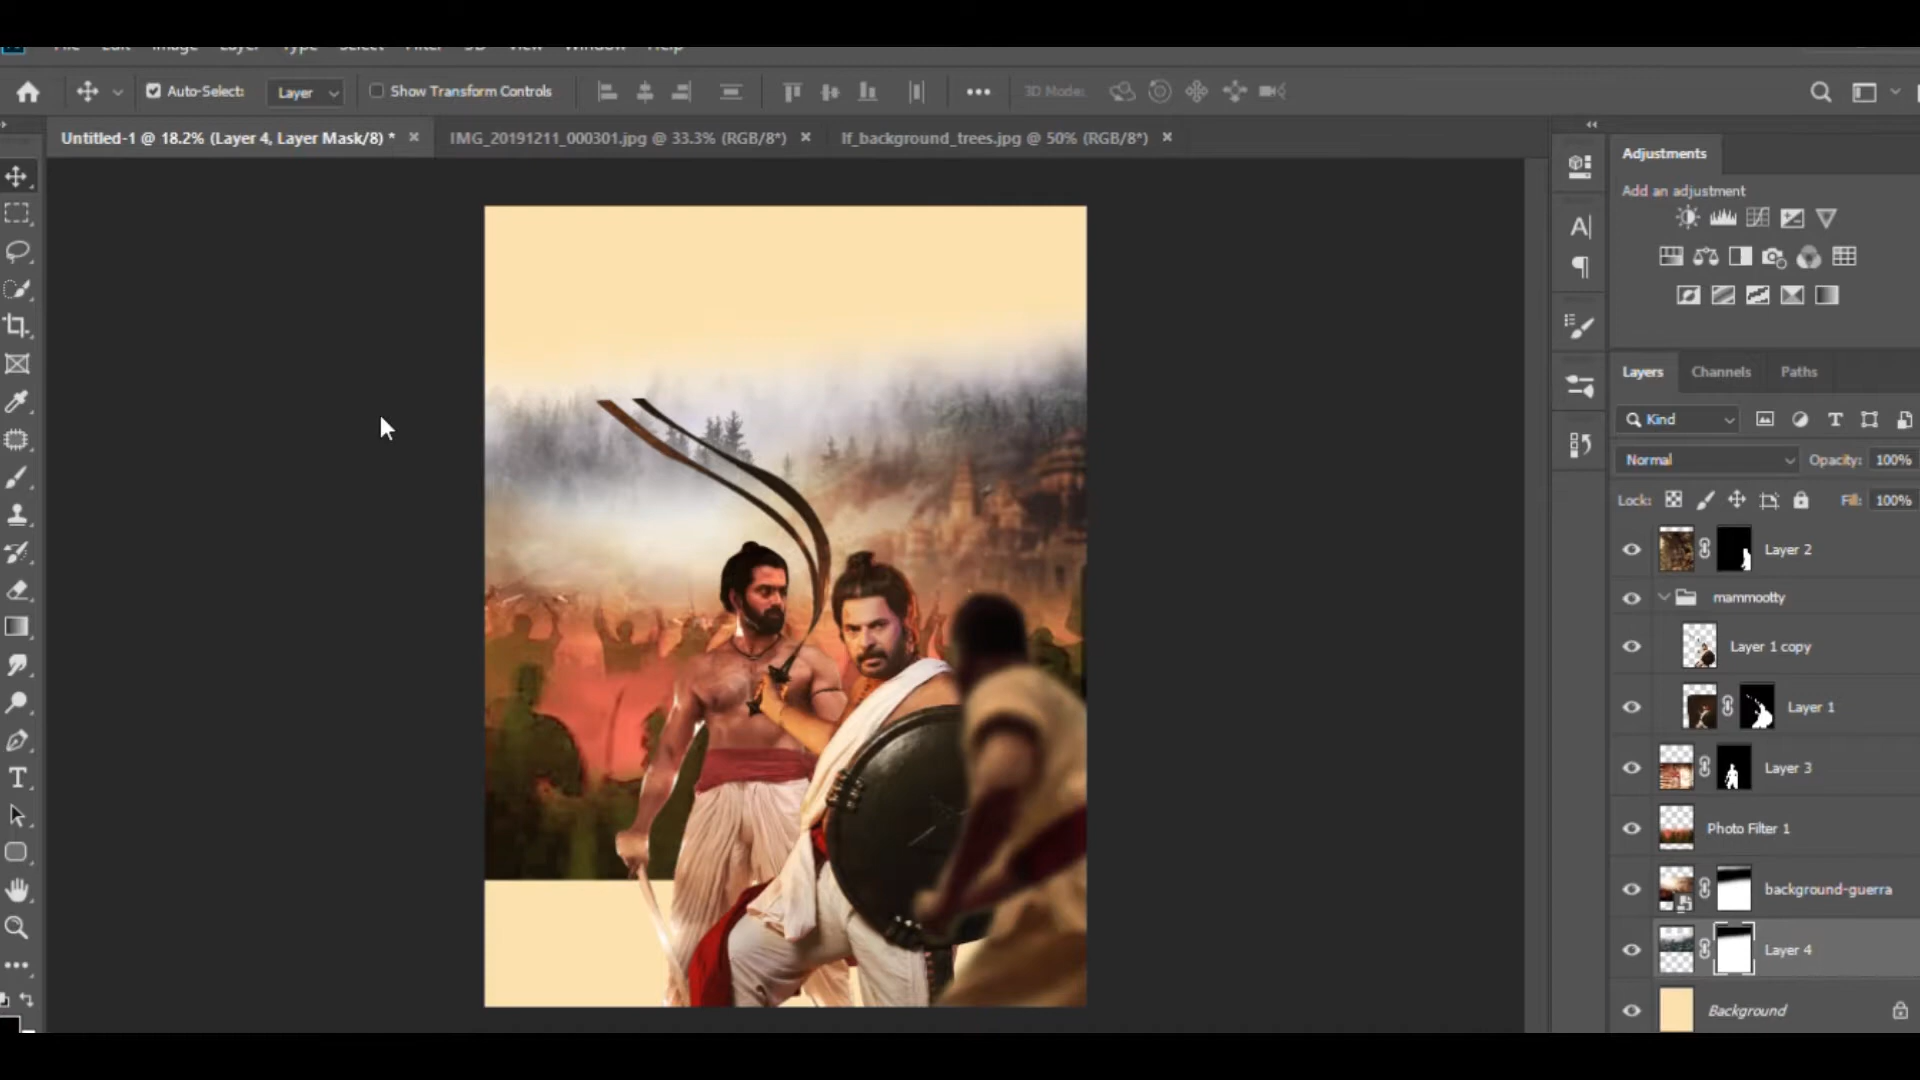 File Edit Image Layer Type Select Filter 3D View Window Help
Auto-Select: Layer Show Transform Controls 3D Mode:
Untitled-1 @ 18.2% (Layer 4, Layer Mask/8) * IMG_20191211_000301.jpg @ 33.3% (RGB/8*) lf_background_trees.jpg @ 50% (RGB/8*)
Adjustments
Add an adjustment
Layers Channels Paths
Kind
Normal Opacity: 100%
Lock: Fill: 100%
Layer 2
mammootty
Layer 1 copy
Layer 1
Layer 3
Photo Filter 1
background-guerra
Layer 4
Background